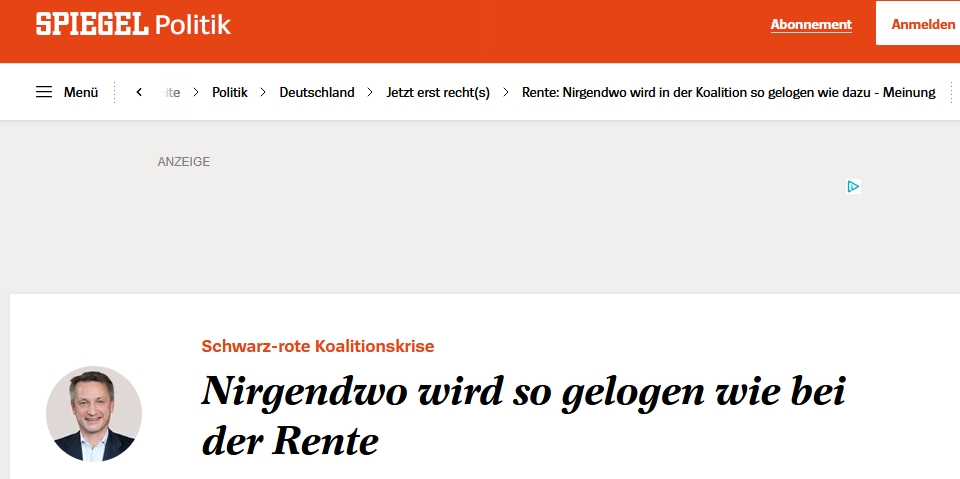 SPIEGEL Politik
Abonnement
Anmelden
Menü
Politik
Deutschland
Jetzt erst recht(s)
Rente: Nirgendwo wird in der Koalition so gelogen wie dazu - Meinung
ANZEIGE
Schwarz-rote Koalitionskrise
Nirgendwo wird so gelogen wie bei
der Rente